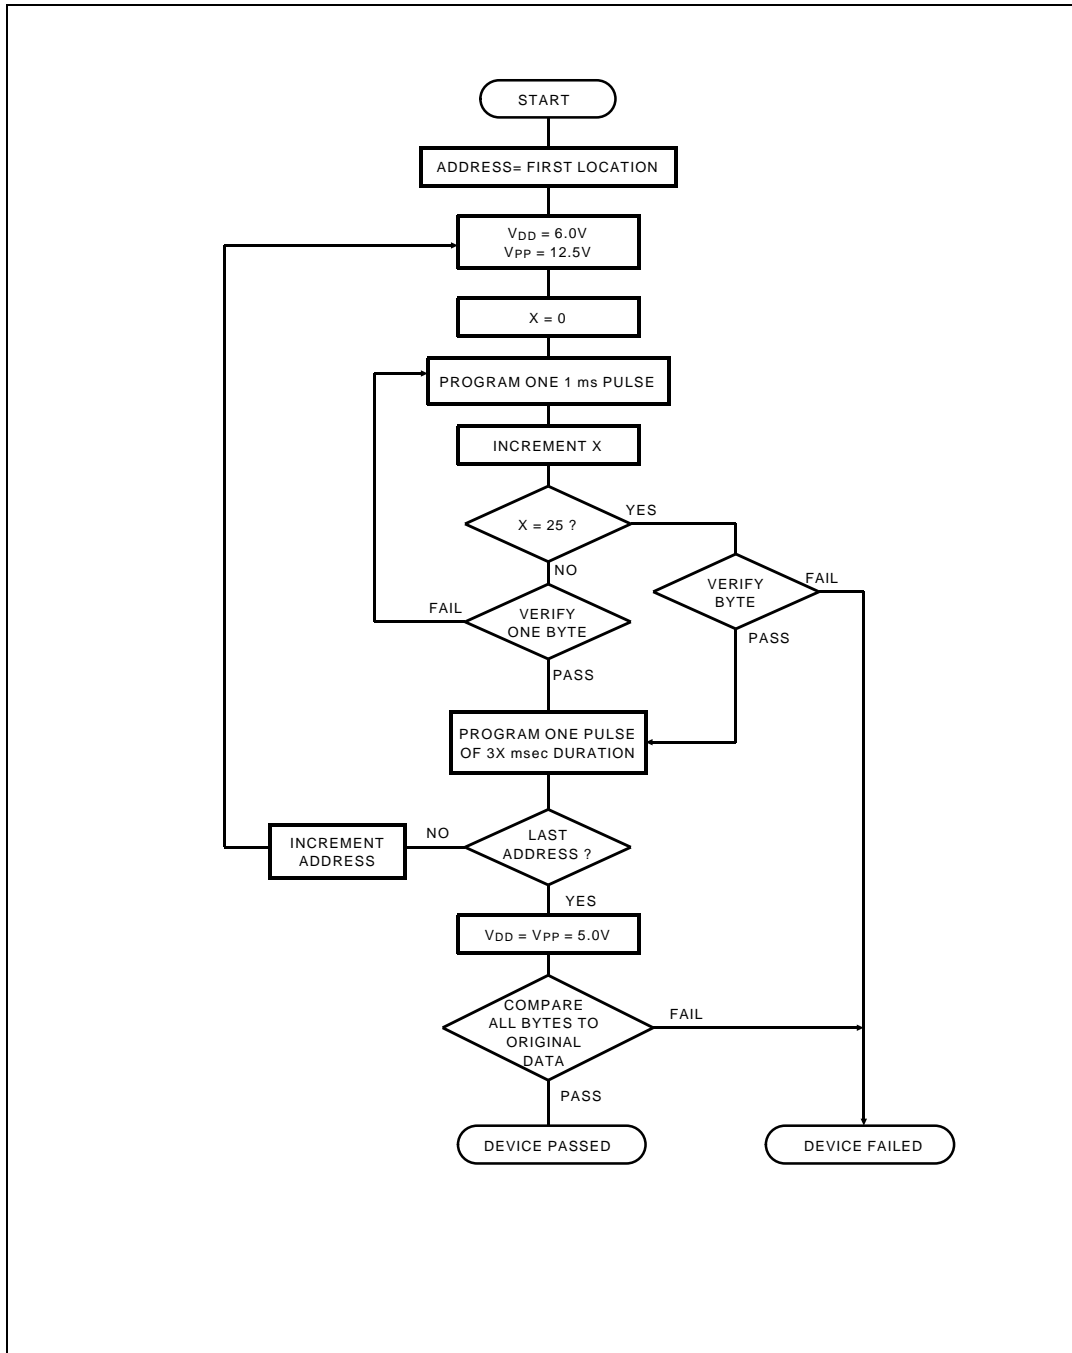 START
ADDRESS= FIRST LOCATION
VDD = 6.0V
VPP = 12.5V
X = 0
PROGRAM ONE 1 ms PULSE
INCREMENT X
X = 25 ?
YES
NO
VERIFY
BYTE
FAIL
PASS
FAIL
VERIFY
ONE BYTE
PASS
PROGRAM ONE PULSE
OF 3X msec DURATION
LAST
ADDRESS ?
NO
INCREMENT
ADDRESS
YES
VDD = VPP = 5.0V
COMPARE
ALL BYTES TO
ORIGINAL
DATA
FAIL
PASS
DEVICE PASSED
DEVICE FAILED